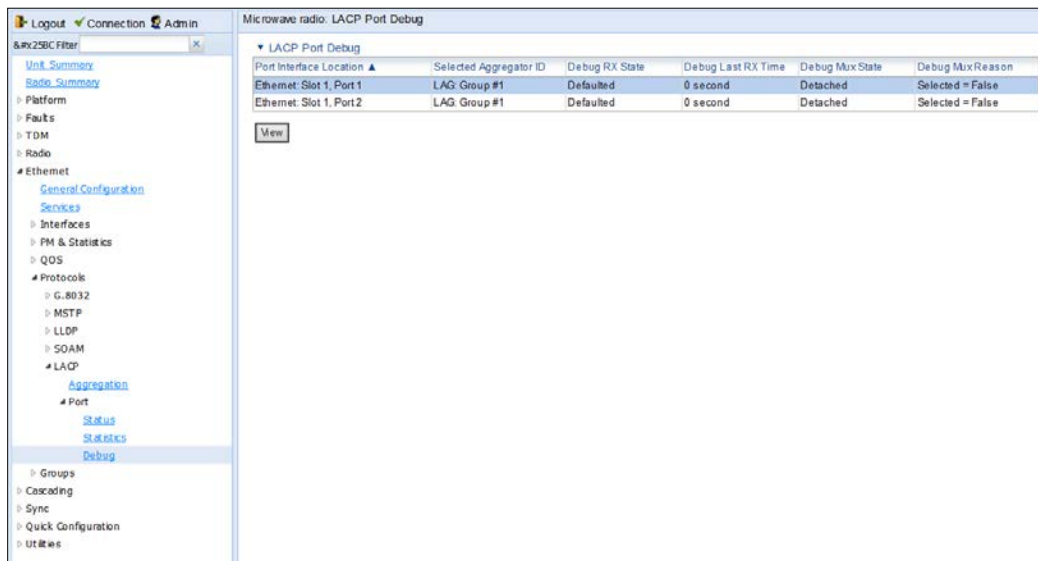 Logout Connection Admin
&#x25BC Filter
Unit Summary
Radio Summary
Platform
Faults
TDM
Radio
Ethernet
General Configuration
Services
Interfaces
PM & Statistics
QOS
Protocols
G.8032
MSTP
LLDP
SOAM
LACP
Aggregation
Port
Status
Statistics
Debug
Groups
Cascading
Sync
Quick Configuration
Utilities
Microwave radio: LACP Port Debug
▼ LACP Port Debug
Port Interface Location ▲ Selected Aggregator ID Debug RX State Debug Last RX Time Debug Mux State Debug Mux Reason
Ethernet: Slot 1, Port 1 LAG: Group #1 Defaulted 0 second Detached Selected = False
Ethernet: Slot 1, Port 2 LAG: Group #1 Defaulted 0 second Detached Selected = False
View